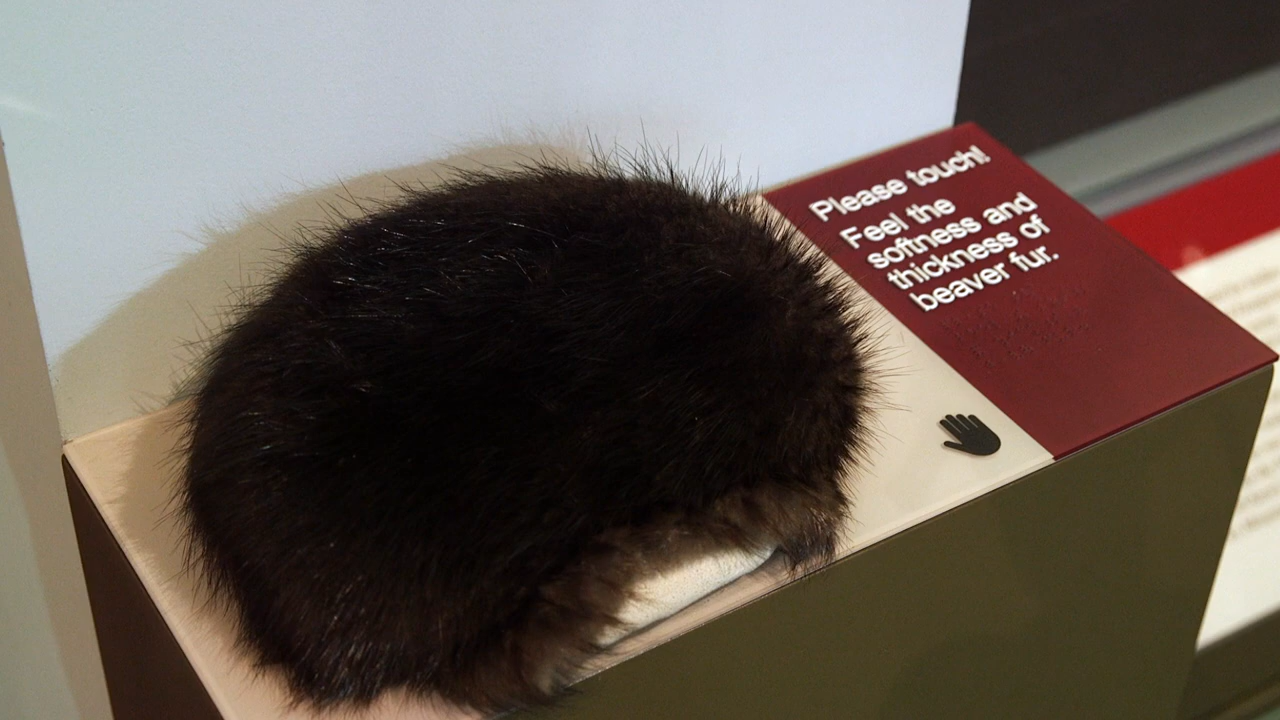 Please touch!
Feel the
softness and
thickness of
beaver fur.